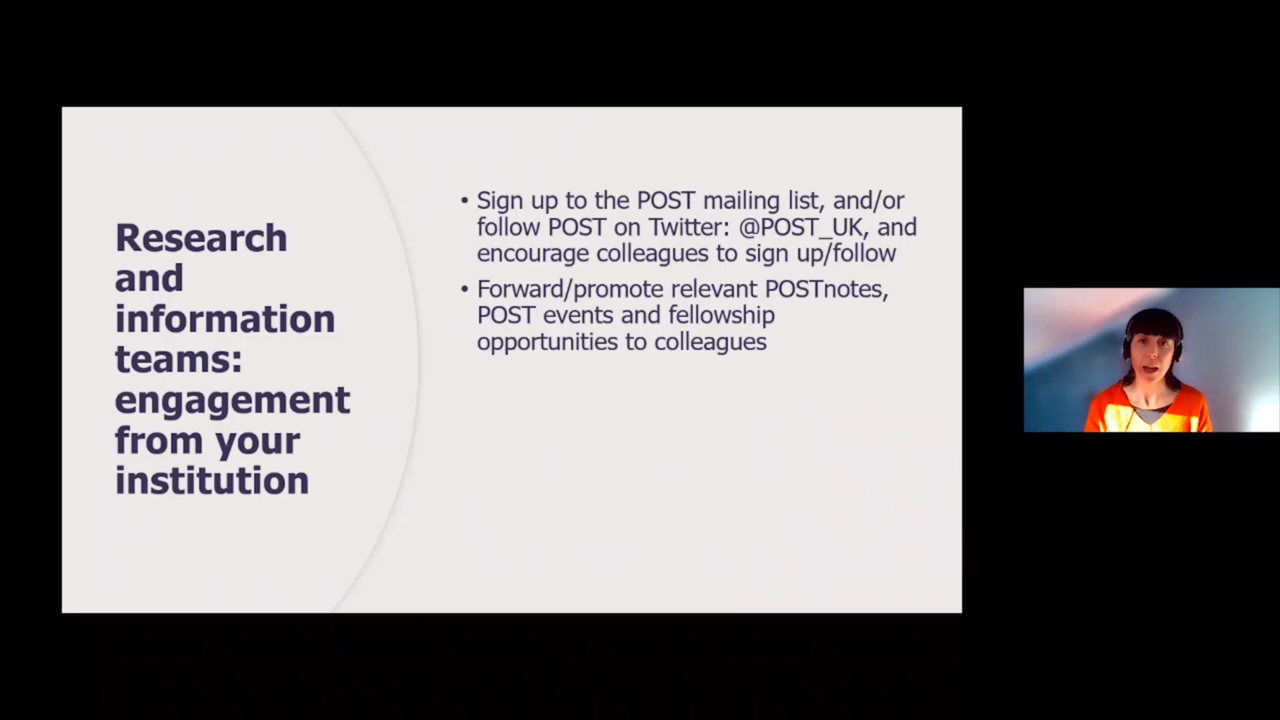 Research
and
information
teams:
engagement
from your
institution
• Sign up to the POST mailing list, and/or
follow POST on Twitter: @POST_UK, and
encourage colleagues to sign up/follow
• Forward/promote relevant POSTnotes,
POST events and fellowship
opportunities to colleagues